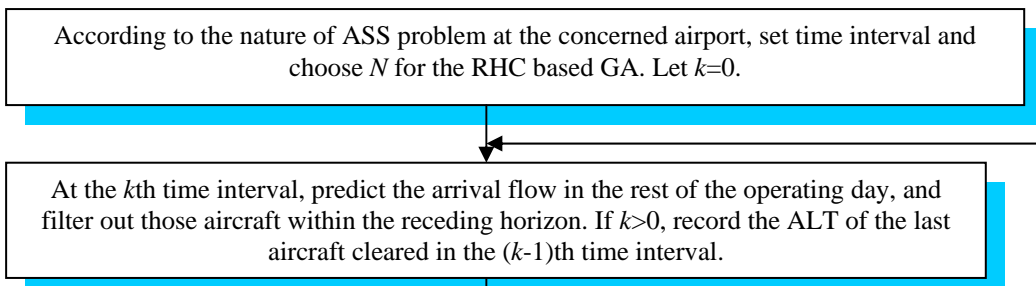 According to the nature of ASS problem at the concerned airport, set time interval and
choose N for the RHC based GA. Let k=0.
At the kth time interval, predict the arrival flow in the rest of the operating day, and
filter out those aircraft within the receding horizon. If k>0, record the ALT of the last
aircraft cleared in the (k-1)th time interval.